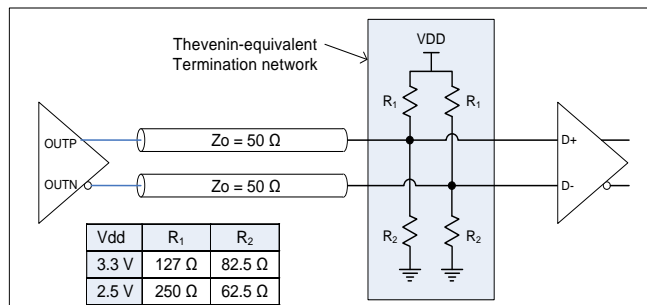 Thevenin-equivalent
Termination network
VDD
R₁ R₁
OUTP Zo = 50 Ω D+
OUTN Zo = 50 Ω D-
R₂ R₂
Vdd R₁ R₂
3.3 V 127 Ω 82.5 Ω
2.5 V 250 Ω 62.5 Ω